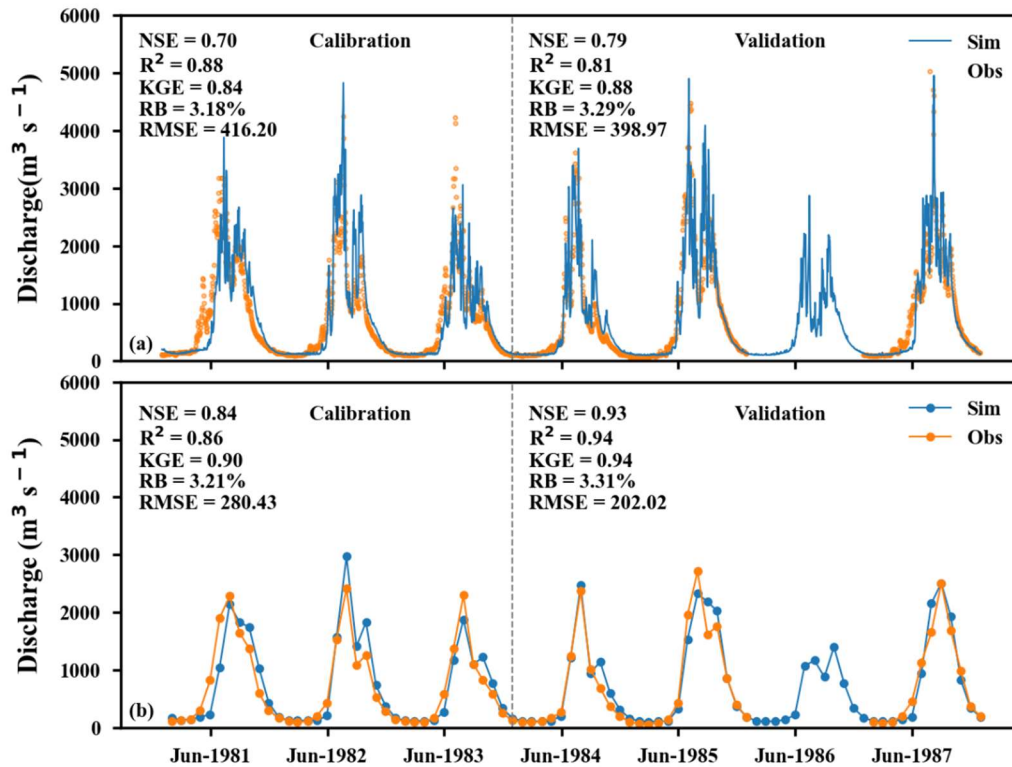 6000
5000
4000
3000
2000
1000
0
Discharge(m³ s⁻¹)
NSE = 0.70
R² = 0.88
KGE = 0.84
RB = 3.18%
RMSE = 416.20
Calibration
NSE = 0.79
R² = 0.81
KGE = 0.88
RB = 3.29%
RMSE = 398.97
Validation
Sim
Obs
(a)
6000
5000
4000
3000
2000
1000
0
Discharge (m³ s⁻¹)
NSE = 0.84
R² = 0.86
KGE = 0.90
RB = 3.21%
RMSE = 280.43
Calibration
NSE = 0.93
R² = 0.94
KGE = 0.94
RB = 3.31%
RMSE = 202.02
Validation
Sim
Obs
(b)
Jun-1981 Jun-1982 Jun-1983 Jun-1984 Jun-1985 Jun-1986 Jun-1987